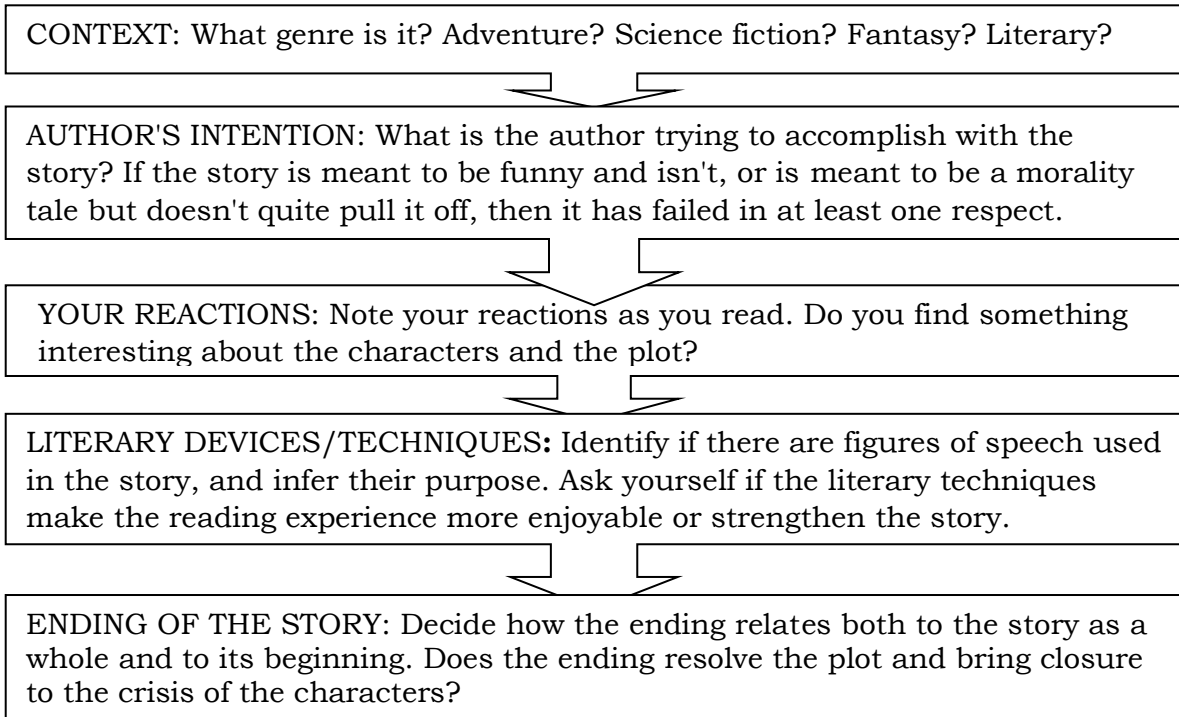 CONTEXT: What genre is it? Adventure? Science fiction? Fantasy? Literary?
AUTHOR'S INTENTION: What is the author trying to accomplish with the
story? If the story is meant to be funny and isn't, or is meant to be a morality
tale but doesn't quite pull it off, then it has failed in at least one respect.
YOUR REACTIONS: Note your reactions as you read. Do you find something
interesting about the characters and the plot?
LITERARY DEVICES/TECHNIQUES: Identify if there are figures of speech used
in the story, and infer their purpose. Ask yourself if the literary techniques
make the reading experience more enjoyable or strengthen the story.
ENDING OF THE STORY: Decide how the ending relates both to the story as a
whole and to its beginning. Does the ending resolve the plot and bring closure
to the crisis of the characters?